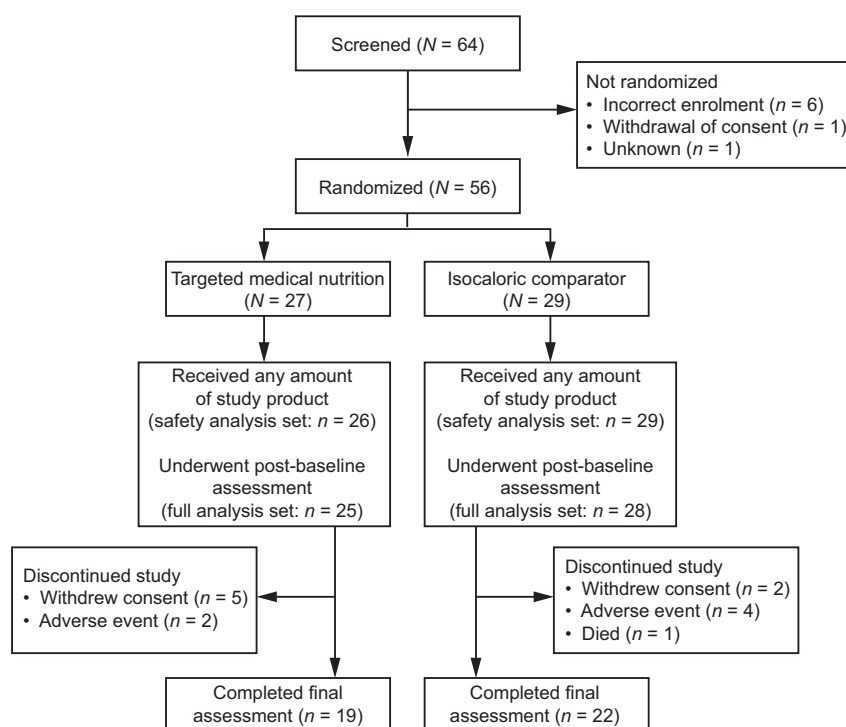 Screened (N = 64)
Not randomized
• Incorrect enrolment (n = 6)
• Withdrawal of consent (n = 1)
• Unknown (n = 1)
Randomized (N = 56)
Targeted medical nutrition
(N = 27)
Isocaloric comparator
(N = 29)
Received any amount
of study product
(safety analysis set: n = 26)
Underwent post-baseline
assessment
(full analysis set: n = 25)
Received any amount
of study product
(safety analysis set: n = 29)
Underwent post-baseline
assessment
(full analysis set: n = 28)
Discontinued study
• Withdrew consent (n = 5)
• Adverse event (n = 2)
Discontinued study
• Withdrew consent (n = 2)
• Adverse event (n = 4)
• Died (n = 1)
Completed final
assessment (n = 19)
Completed final
assessment (n = 22)